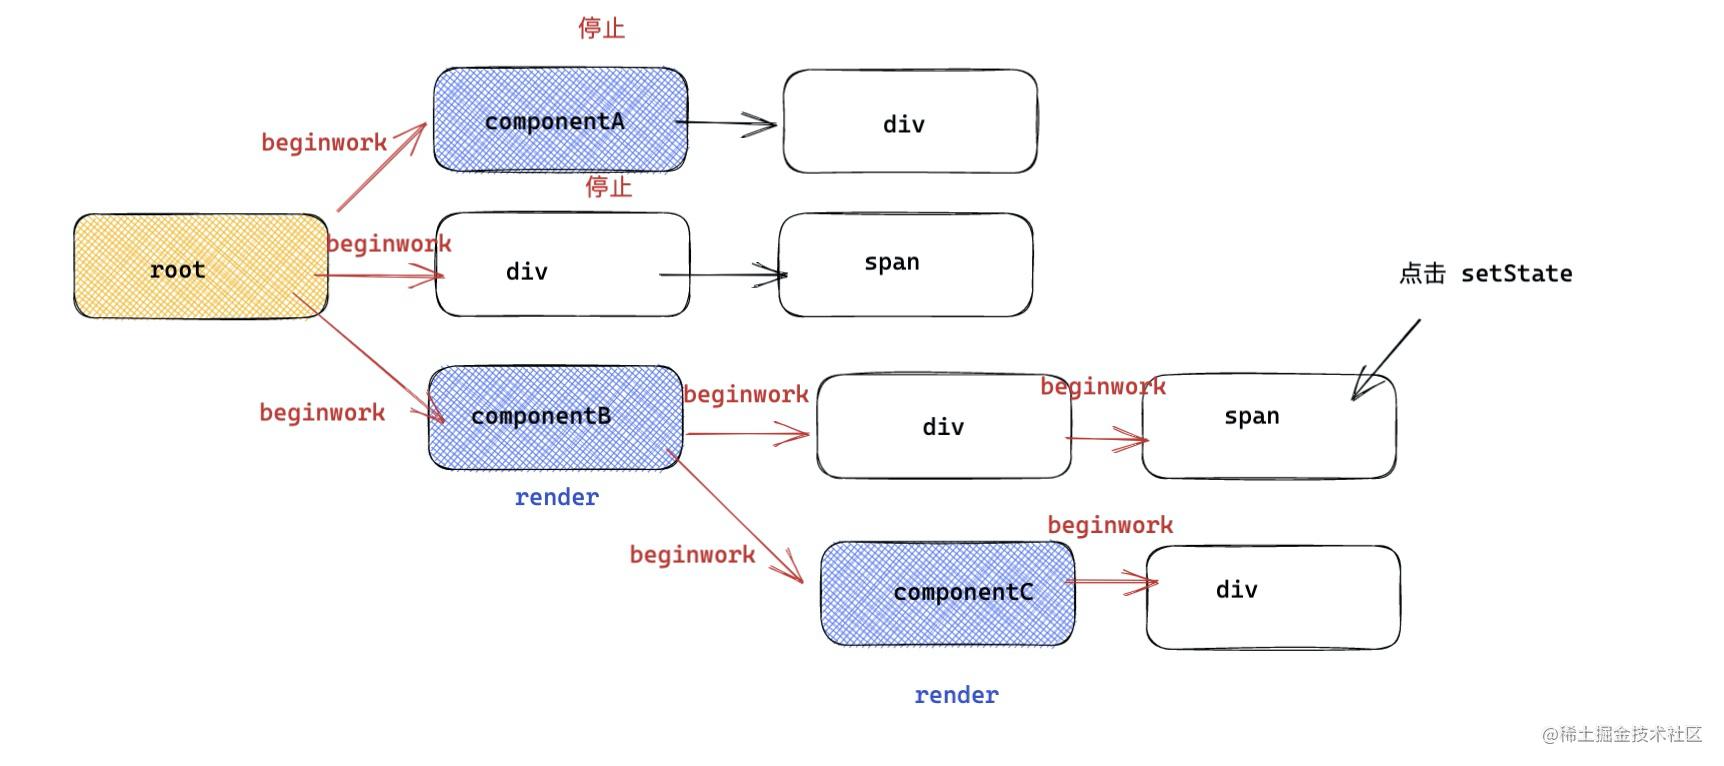 停止
componentA
div
beginwork
停止
beginwork
root
div
span
点击 setState
beginwork
componentB
beginwork
div
beginwork
span
render
beginwork
beginwork
componentC
div
render
@稀土掘金技术社区